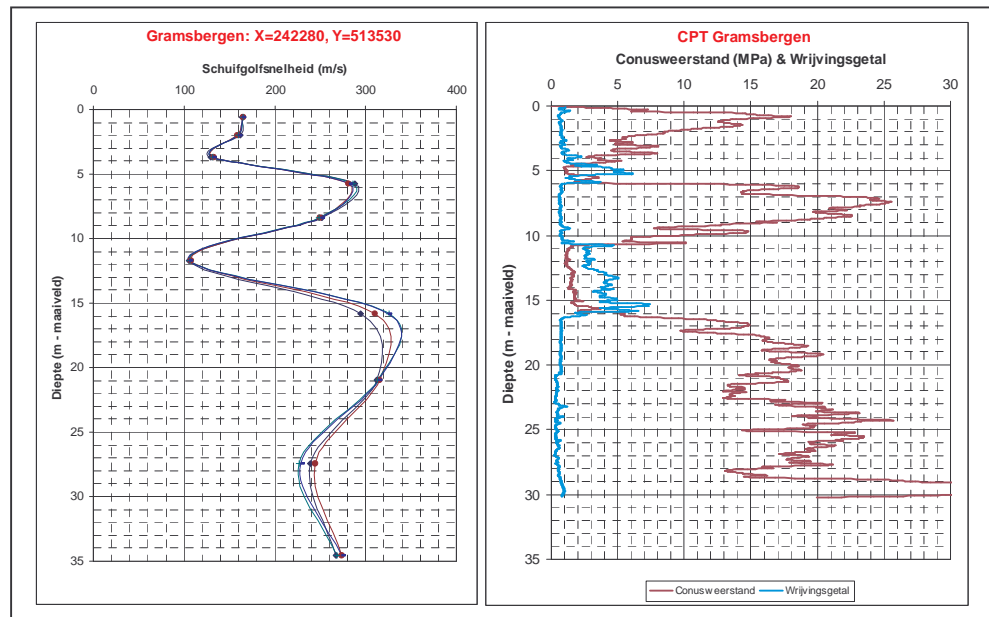 Gramsbergen: X=242280, Y=513530
Schuifgolfsnelheid (m/s)
0 100 200 300 400
0
5
10
15
20
25
30
35
Diepte (m - maaiveld)
CPT Gramsbergen
Conusweerstand (MPa) & Wrijvingsgetal
0 5 10 15 20 25 30
0
5
10
15
20
25
30
35
Diepte (m - maaiveld)
Conusweerstand Wrijvingsgetal